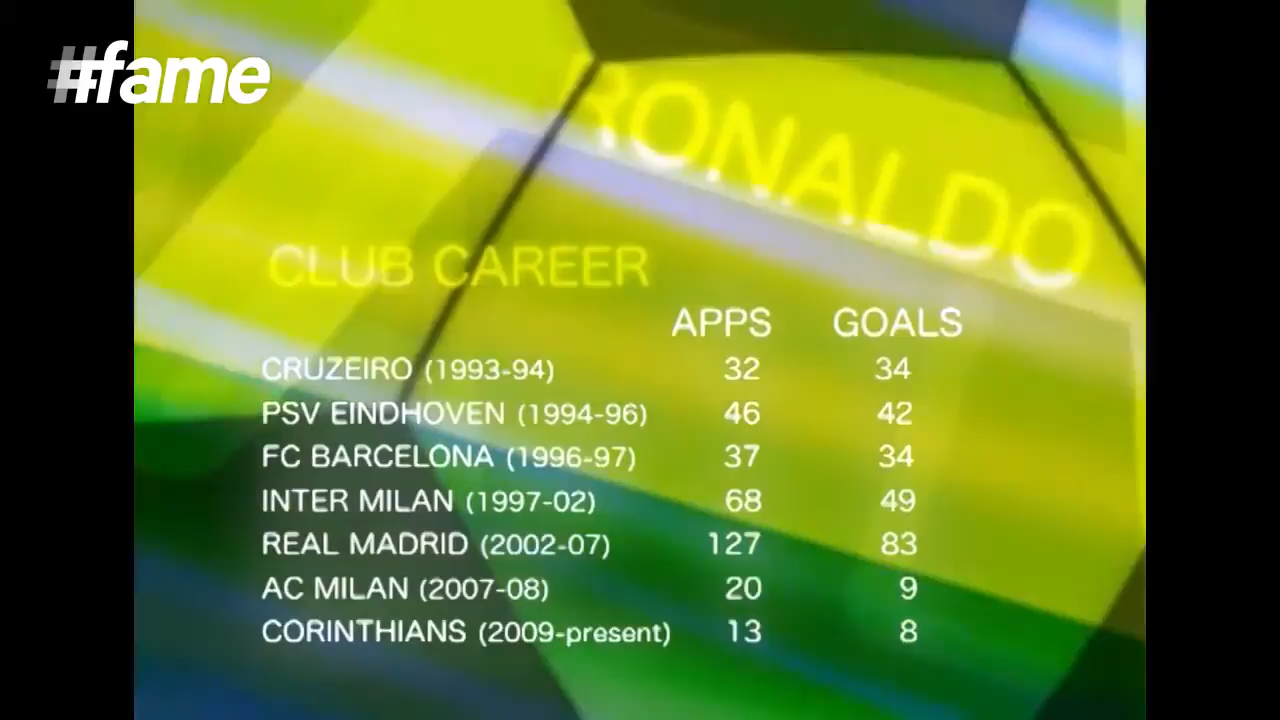 #fame
RONALDO
CLUB CAREER
APPS GOALS
CRUZEIRO (1993-94) 32 34
PSV EINDHOVEN (1994-96) 46 42
FC BARCELONA (1996-97) 37 34
INTER MILAN (1997-02) 68 49
REAL MADRID (2002-07) 127 83
AC MILAN (2007-08) 20 9
CORINTHIANS (2009-present) 13 8